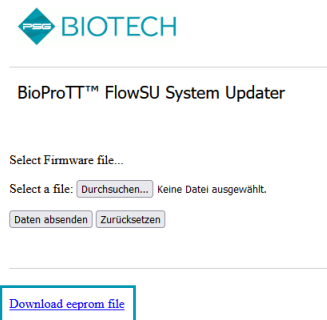 PSG BIOTECH
BioProTT™ FlowSU System Updater
Select Firmware file...
Select a file: Durchsuchen... Keine Datei ausgewählt.
Daten absenden Zurücksetzen
Download eeprom file